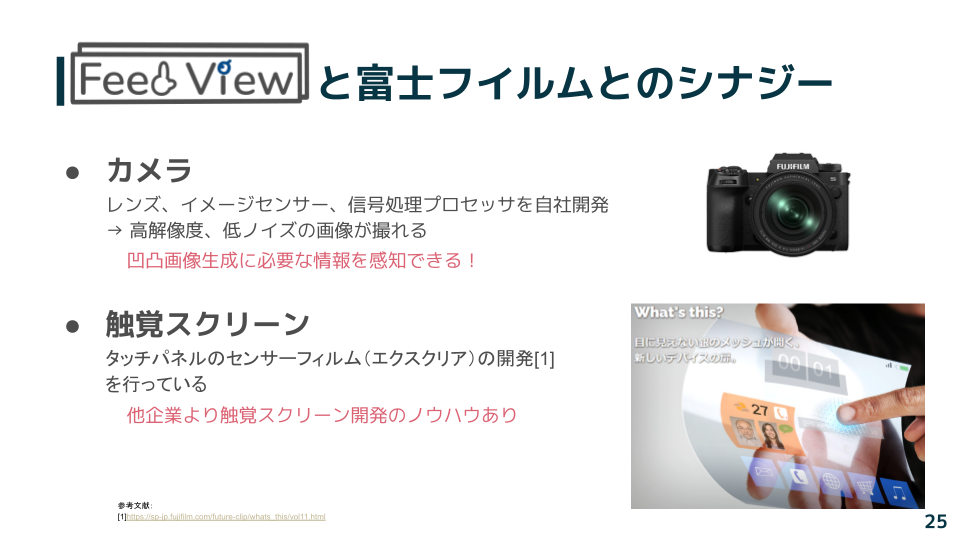 Feel View と富士フイルムとのシナジー
● カメラ
レンズ、イメージセンサー、信号処理プロセッサを自社開発
→ 高解像度、低ノイズの画像が撮れる
凹凸画像生成に必要な情報を感知できる！
FUJIFILM
● 触覚スクリーン
タッチパネルのセンサーフィルム（エクスクリア）の開発[1]
を行っている
他企業より触覚スクリーン開発のノウハウあり
What's this?
目に見えない銀のメッシュが開く、
新しいデバイスの扉。
00 01
27
参考文献：
[1]https://sp-jp.fujifilm.com/future-clip/whats_this/vol11.html
25